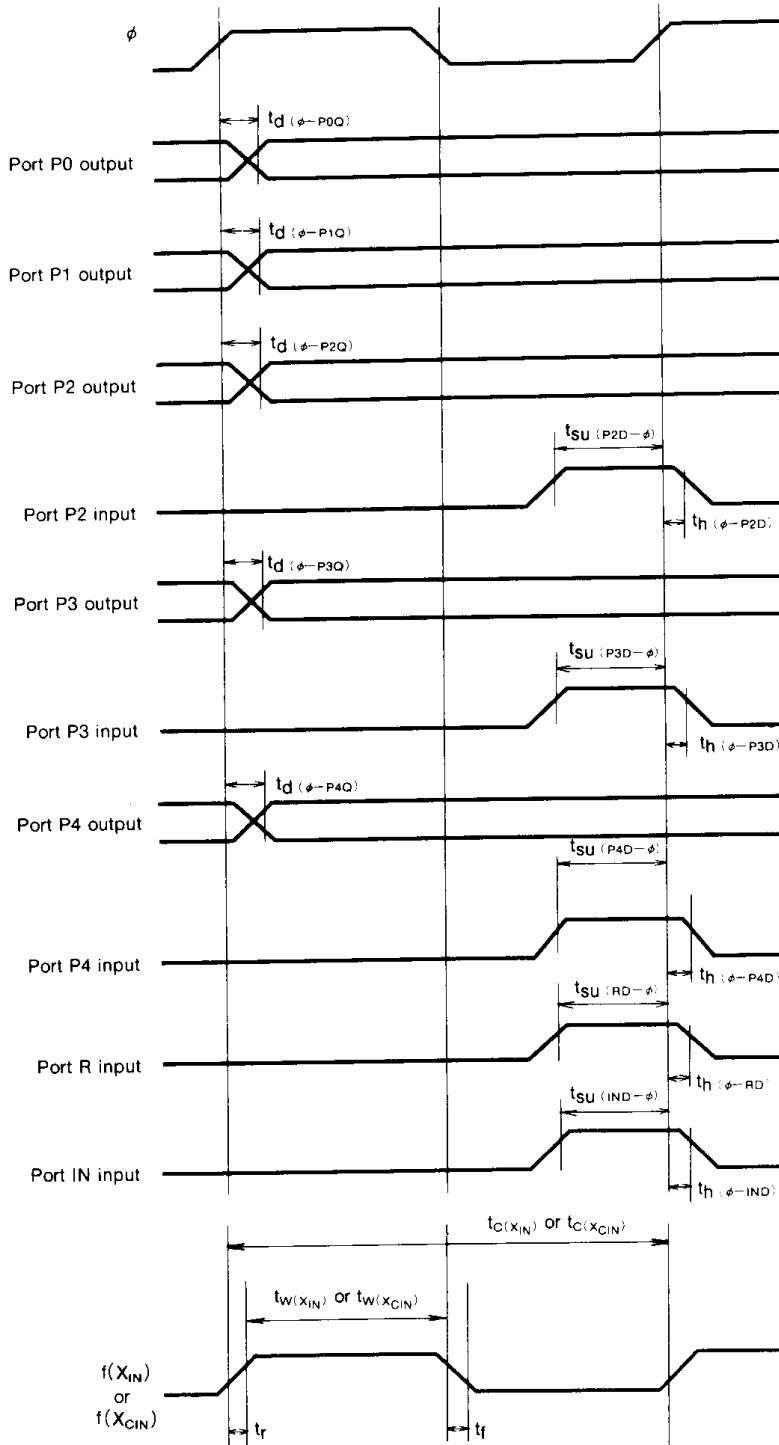 φ
td (φ−P0Q)
Port P0 output
td (φ−P1Q)
Port P1 output
td (φ−P2Q)
Port P2 output
tsu (P2D−φ)
Port P2 input
th (φ−P2D)
td (φ−P3Q)
Port P3 output
tsu (P3D−φ)
Port P3 input
th (φ−P3D)
td (φ−P4Q)
Port P4 output
tsu (P4D−φ)
Port P4 input
th (φ−P4D)
tsu (RD−φ)
Port R input
th (φ−RD)
tsu (IND−φ)
Port IN input
th (φ−IND)
tC(XIN) or tC(XCIN)
tW(XIN) or tW(XCIN)
f(XIN)
or
f(XCIN)
tr
tf